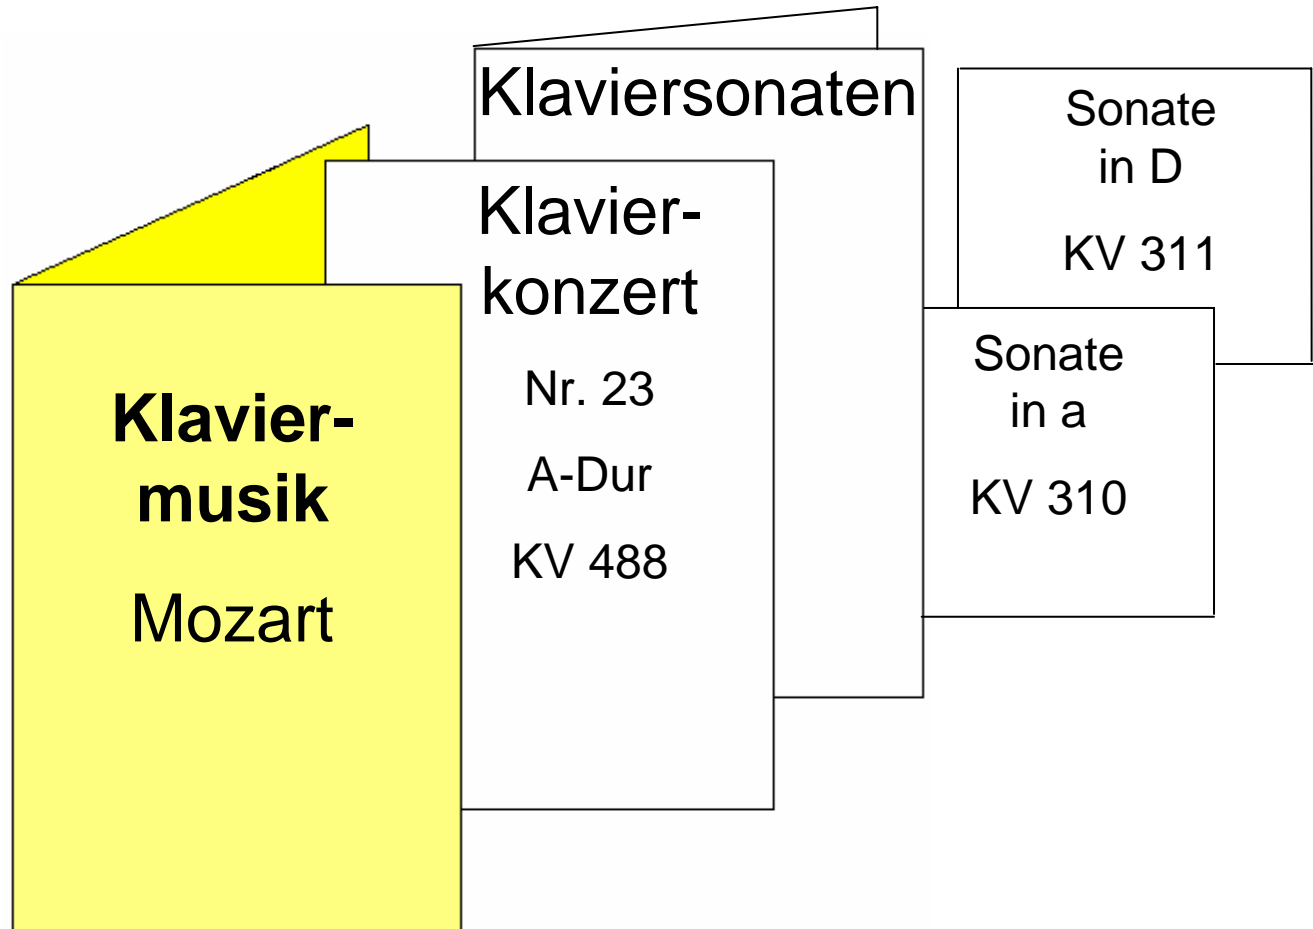 Klavier-
musik
Mozart
Klavier-
konzert
Nr. 23
A-Dur
KV 488
Klaviersonaten
Sonate
in a
KV 310
Sonate
in D
KV 311